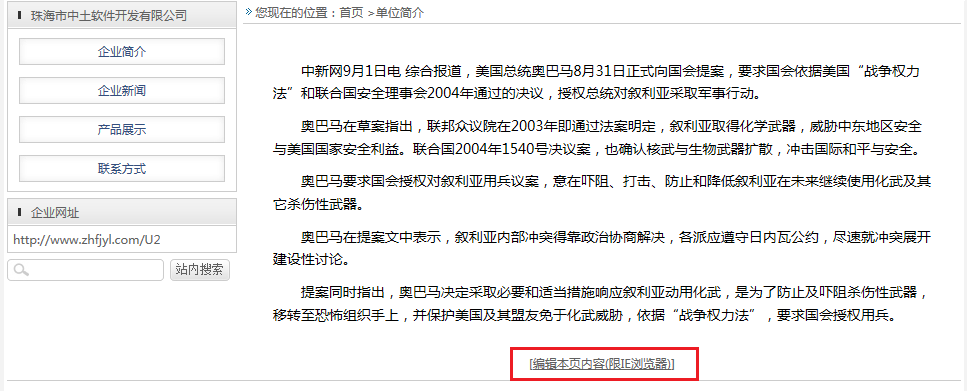 珠海市中土软件开发有限公司
企业简介
企业新闻
产品展示
联系方式
企业网址
http://www.zhfjyl.com/U2
站内搜索
您现在的位置：首页 >单位简介
中新网9月1日电 综合报道，美国总统奥巴马8月31日正式向国会提案，要求国会依据美国“战争权力
法”和联合国安全理事会2004年通过的决议，授权总统对叙利亚采取军事行动。
奥巴马在草案指出，联邦众议院在2003年即通过法案明定，叙利亚取得化学武器，威胁中东地区安全
与美国国家安全利益。联合国2004年1540号决议案，也确认核武与生物武器扩散，冲击国际和平与安全。
奥巴马要求国会授权对叙利亚用兵议案，意在吓阻、打击、防止和降低叙利亚在未来继续使用化武及其
它杀伤性武器。
奥巴马在提案文中表示，叙利亚内部冲突得靠政治协商解决，各派应遵守日内瓦公约，尽速就冲突展开
建设性讨论。
提案同时指出，奥巴马决定采取必要和适当措施响应叙利亚动用化武，是为了防止及吓阻杀伤性武器，
移转至恐怖组织手上，并保护美国及其盟友免于化武威胁，依据“战争权力法”，要求国会授权用兵。
[编辑本页内容(限IE浏览器)]